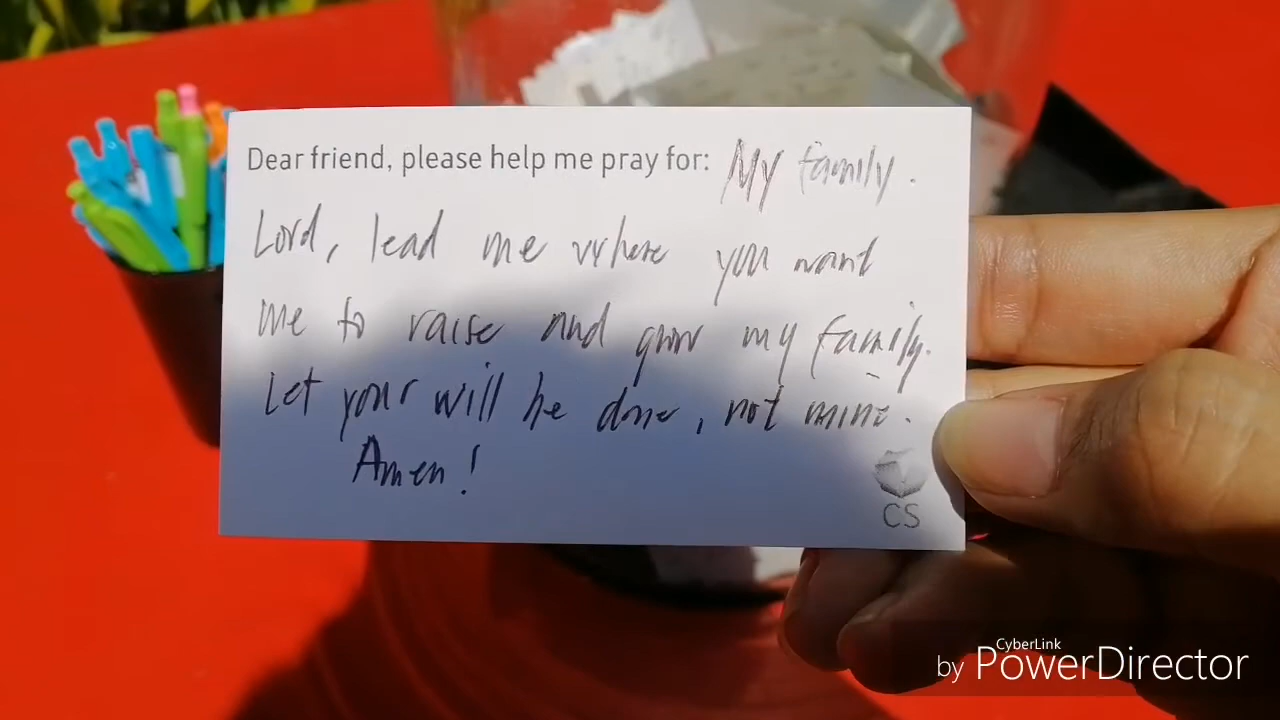 Dear friend, please help me pray for: My family.
Lord, lead me where you want
me to raise and grow my family.
Let your will be done, not mine.
Amen!
CS
CyberLink
by PowerDirector